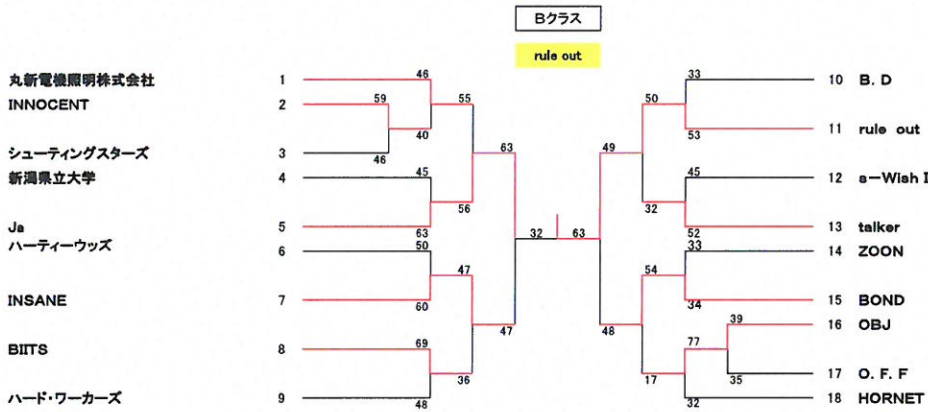 Bクラス
rule out
丸新電機照明株式会社 1 46 33 10 B. D
INNOCENT 2 59 55 50
40 53 11 rule out
シューティングスターズ 3 46 63 49
新潟県立大学 4 45 45 12 s-Wish I
56 32
Ja 5 63 32 63 52 13 talker
ハーティーウッズ 6 50 33 14 ZOON
47 54
INSANE 7 60 34 15 BOND
47 48 39 16 OBJ
BIITS 8 69 77
36 17 35 17 O. F. F
ハード・ワーカーズ 9 48 32 18 HORNET